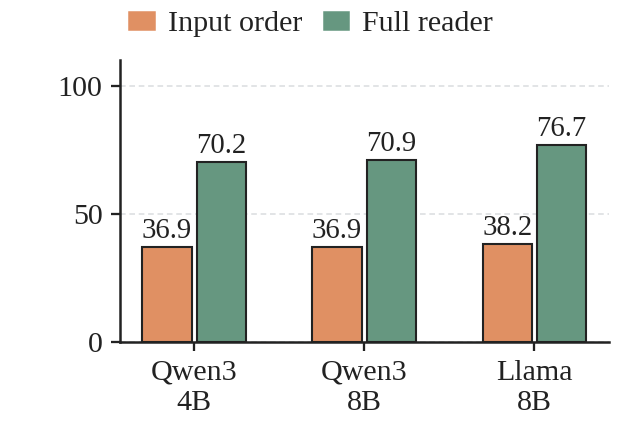 Input order Full reader
100
50
0
36.9 70.2 36.9 70.9 38.2 76.7
Qwen3 Qwen3 Llama
4B 8B 8B